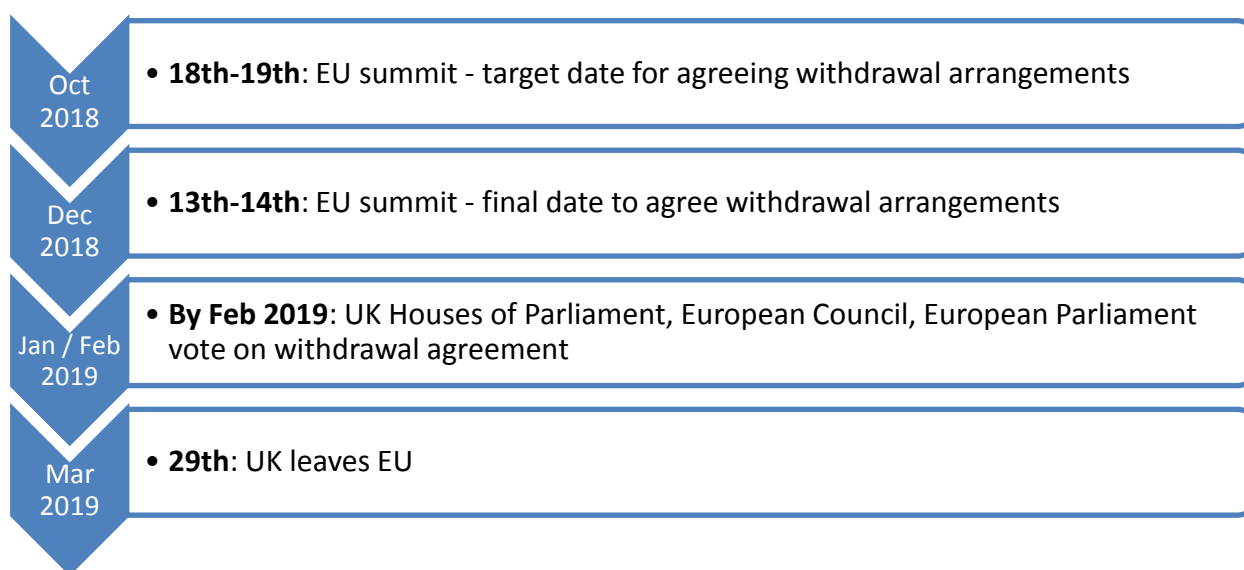 Oct
2018
• 18th-19th: EU summit - target date for agreeing withdrawal arrangements
Dec
2018
• 13th-14th: EU summit - final date to agree withdrawal arrangements
Jan / Feb
2019
• By Feb 2019: UK Houses of Parliament, European Council, European Parliament
vote on withdrawal agreement
Mar
2019
• 29th: UK leaves EU